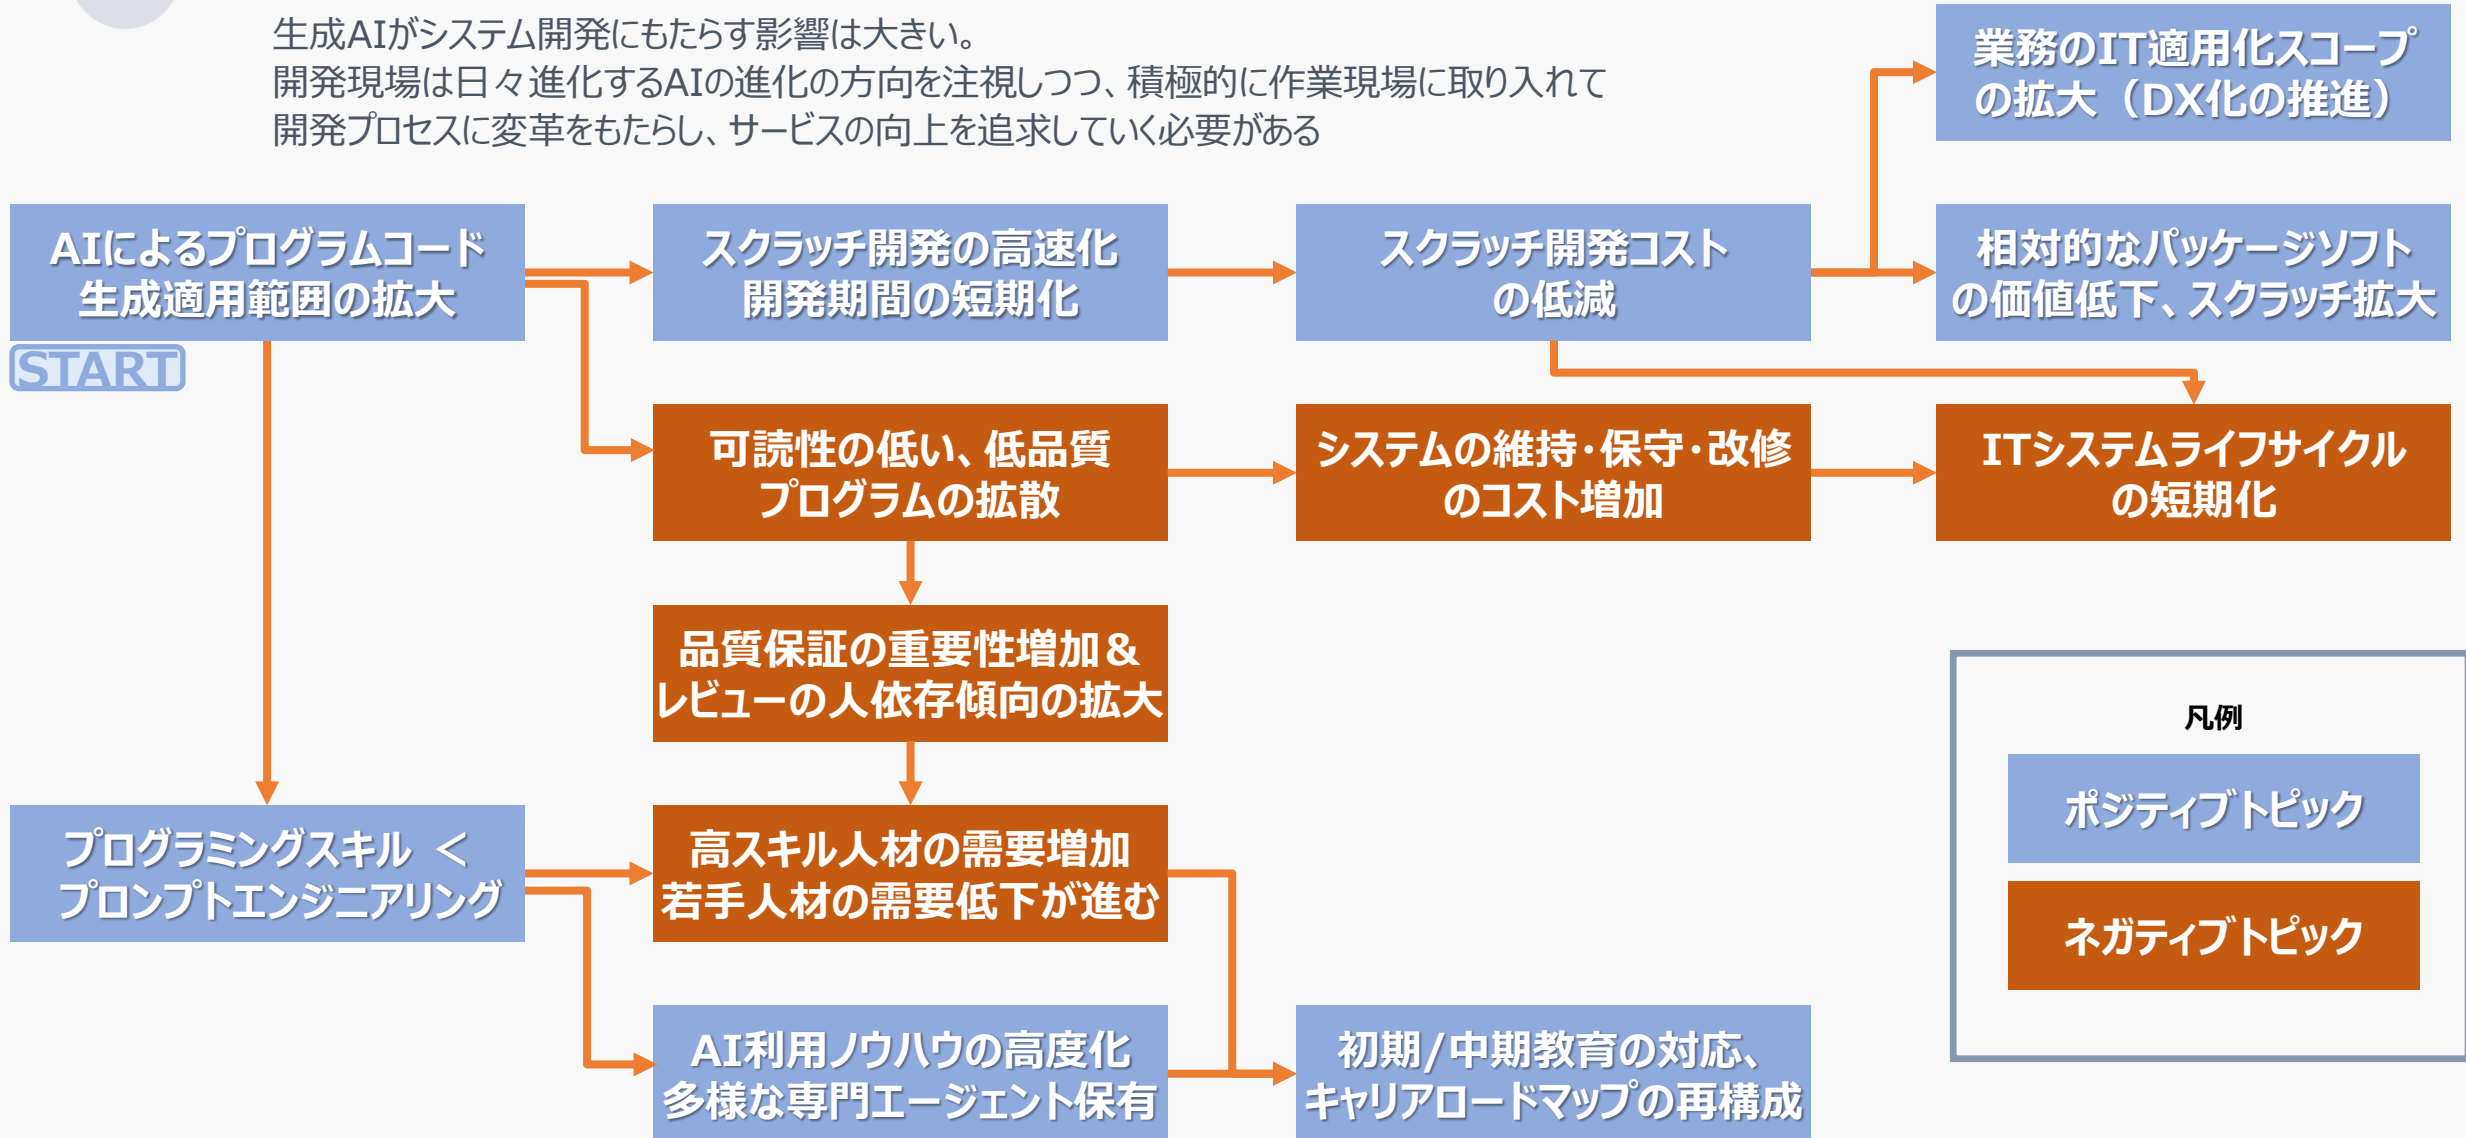 生成AIがシステム開発にもたらす影響は大きい。
開発現場は日々進化するAIの進化の方向を注視しつつ、積極的に作業現場に取り入れて
開発プロセスに変革をもたらし、サービスの向上を追求していく必要がある
業務のIT適用化スコープ
の拡大（DX化の推進）
AIによるプログラムコード
生成適用範囲の拡大
START
スクラッチ開発の高速化
開発期間の短期化
スクラッチ開発コスト
の低減
相対的なパッケージソフト
の価値低下、スクラッチ拡大
可読性の低い、低品質
プログラムの拡散
システムの維持・保守・改修
のコスト増加
ITシステムライフサイクル
の短期化
品質保証の重要性増加＆
レビューの人依存傾向の拡大
プログラミングスキル ＜
プロンプトエンジニアリング
高スキル人材の需要増加
若手人材の需要低下が進む
AI利用ノウハウの高度化
多様な専門エージェント保有
初期/中期教育の対応、
キャリアロードマップの再構成
凡例
ポジティブトピック
ネガティブトピック